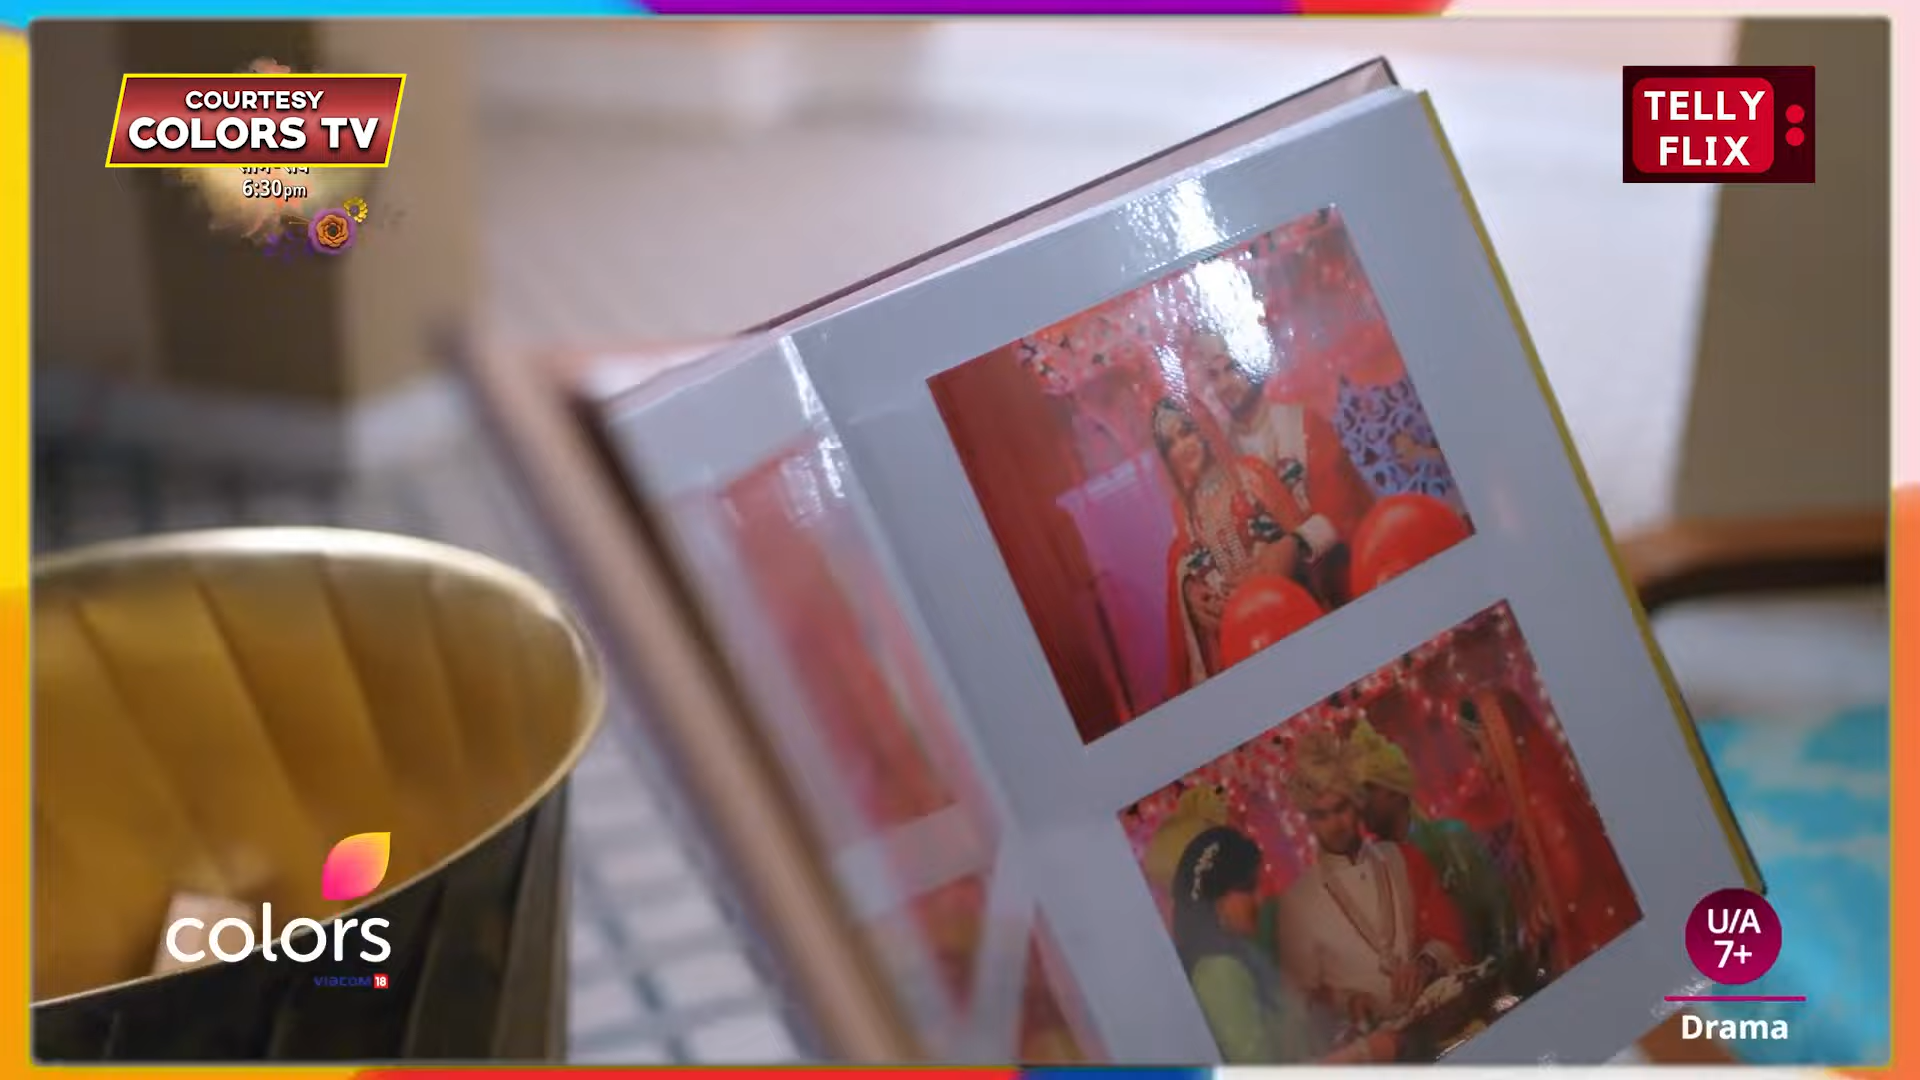 COURTESY
COLORS TV
6:30pm
TELLY
FLIX
colors
VIACOM 18
U/A
7+
Drama